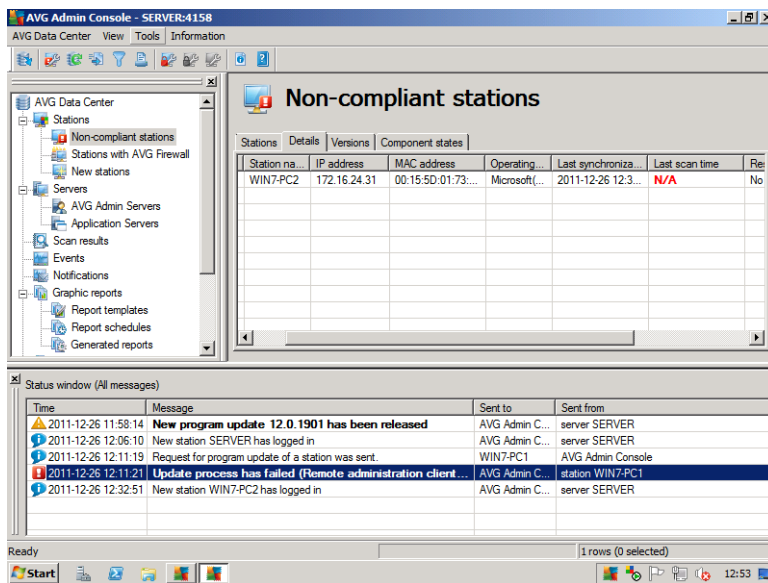 AVG Admin Console - SERVER:4158
AVG Data Center View Tools Information
AVG Data Center
Stations
Non-compliant stations
Stations with AVG Firewall
New stations
Servers
AVG Admin Servers
Application Servers
Scan results
Events
Notifications
Graphic reports
Report templates
Report schedules
Generated reports
Non-compliant stations
Stations Details Versions Component states
Station na... IP address MAC address Operating... Last synchroniza... Last scan time Re
WIN7-PC2 172.16.24.31 00:15:5D:01:73:... Microsoft(... 2011-12-26 12:3... N/A No
Status window (All messages)
Time Message Sent to Sent from
2011-12-26 11:58:14 New program update 12.0.1901 has been released AVG Admin C... server SERVER
2011-12-26 12:06:10 New station SERVER has logged in AVG Admin C... server SERVER
2011-12-26 12:11:19 Request for program update of a station was sent. WIN7-PC1 AVG Admin Console
2011-12-26 12:11:21 Update process has failed (Remote administration client... AVG Admin C... station WIN7-PC1
2011-12-26 12:32:51 New station WIN7-PC2 has logged in AVG Admin C... server SERVER
Ready 1 rows (0 selected)
Start 12:53